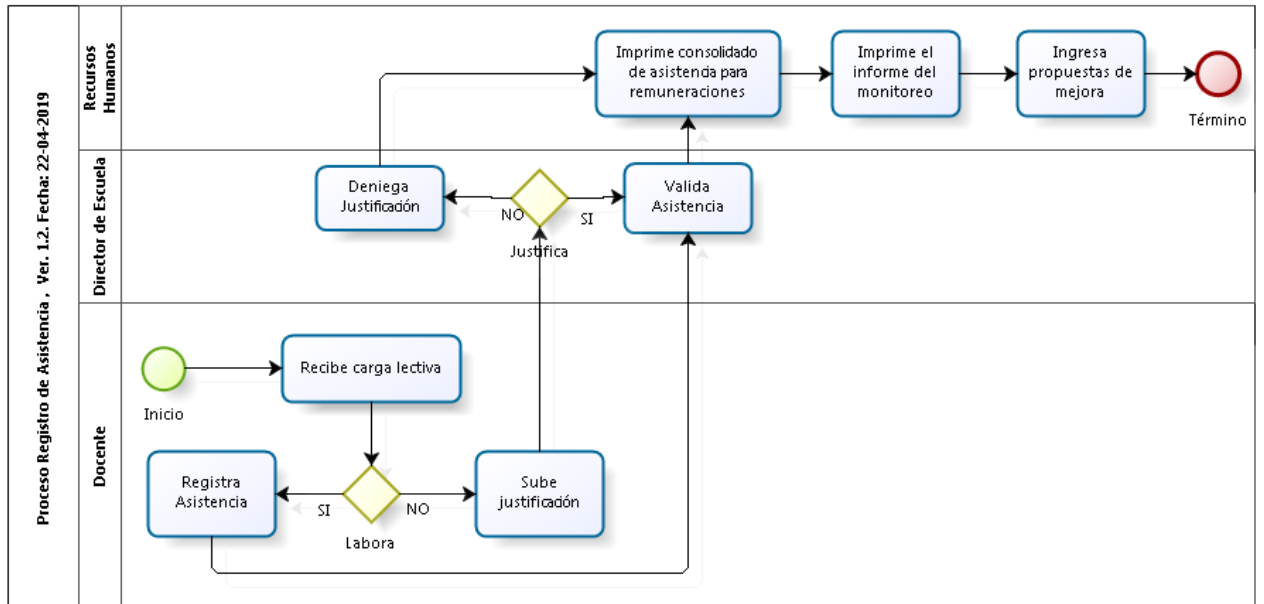 Proceso Registro de Asistencia , Ver. 1.2. Fecha: 22-04-2019
Recursos
Humanos
Imprime consolidado
de asistencia para
remuneraciones
Imprime el
informe del
monitoreo
Ingresa
propuestas de
mejora
Término
Director de Escuela
Deniega
Justificación
NO
SI
Justifica
Valida
Asistencia
Docente
Inicio
Recibe carga lectiva
Registra
Asistencia
SI
NO
Labora
Sube
justificación